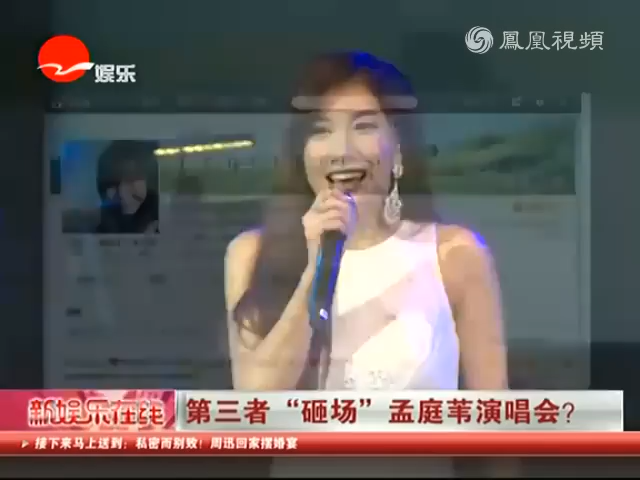 鳳凰視頻
娱乐
新娱乐在线
第三者“砸场”孟庭苇演唱会?
接下来马上送到：私密而别致！周迅回家摆婚宴